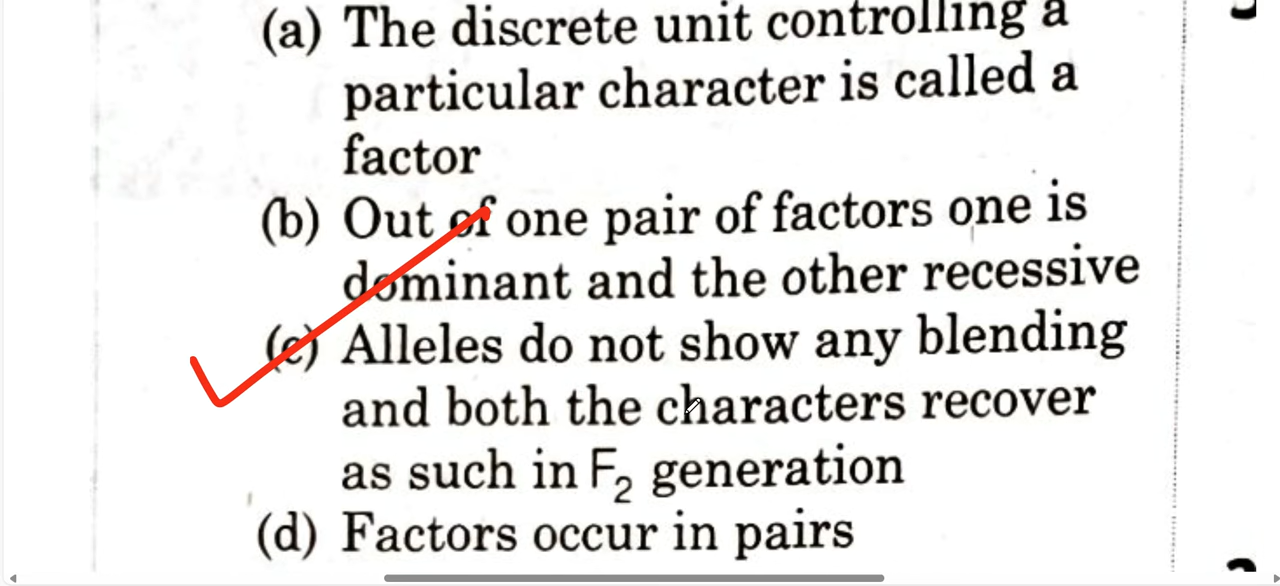 (a) The discrete unit controlling a
particular character is called a
factor
(b) Out of one pair of factors one is
dominant and the other recessive
(c) Alleles do not show any blending
and both the characters recover
as such in F₂ generation
(d) Factors occur in pairs